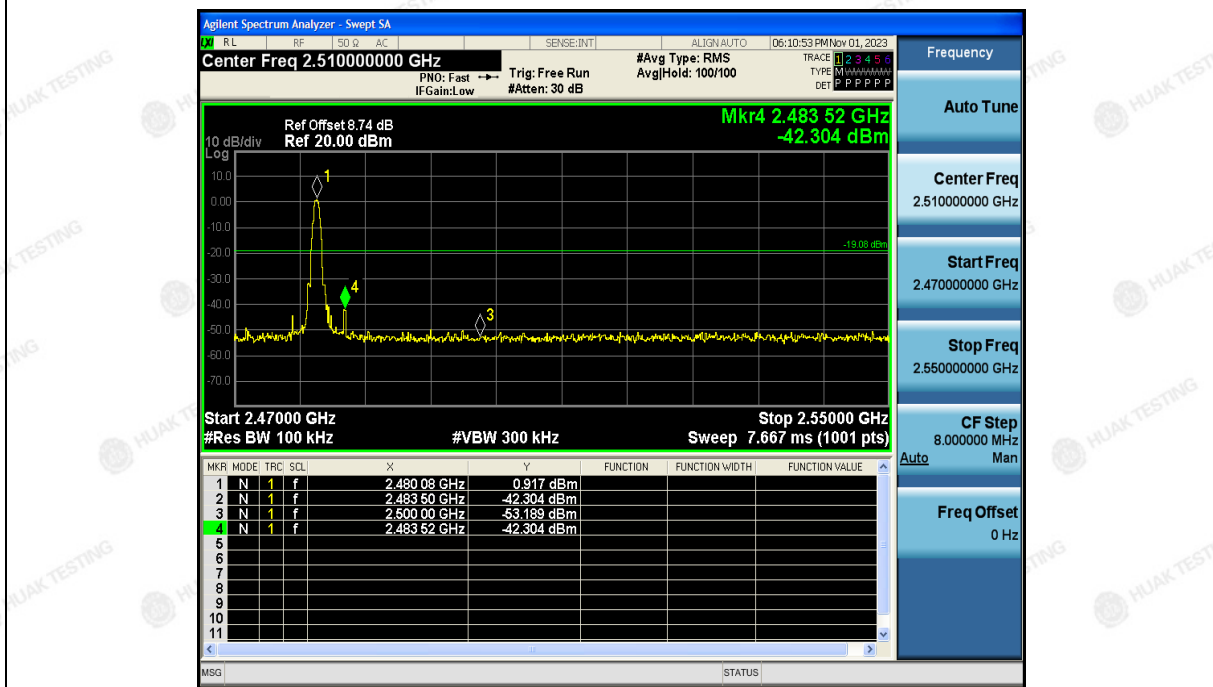 Agilent Spectrum Analyzer - Swept SA
LXI RL RF 50 Ω AC SENSE:INT ALIGN AUTO 06:10:53 PM Nov 01, 2023
Center Freq 2.510000000 GHz
PNO: Fast
IFGain:Low
Trig: Free Run
#Atten: 30 dB
#Avg Type: RMS
Avg|Hold: 100/100
TRACE 1 2 3 4 5 6
TYPE M W W W W W
DET P P P P P P
Mkr4 2.483 52 GHz
-42.304 dBm
Ref Offset 8.74 dB
10 dB/div Ref 20.00 dBm
Log
10.0
0.00
-10.0
-20.0
-30.0
-40.0
-50.0
-60.0
-70.0
1
4
3
-19.08 dBm
Start 2.47000 GHz Stop 2.55000 GHz
#Res BW 100 kHz #VBW 300 kHz Sweep 7.667 ms (1001 pts)
MKR MODE TRC SCL X Y FUNCTION FUNCTION WIDTH FUNCTION VALUE
1 N 1 f 2.480 08 GHz 0.917 dBm
2 N 1 f 2.483 50 GHz -42.304 dBm
3 N 1 f 2.500 00 GHz -53.189 dBm
4 N 1 f 2.483 52 GHz -42.304 dBm
5
6
7
8
9
10
11
MSG STATUS
Frequency
Auto Tune
Center Freq
2.510000000 GHz
Start Freq
2.470000000 GHz
Stop Freq
2.550000000 GHz
CF Step
8.000000 MHz
Auto Man
Freq Offset
0 Hz
HUAK TESTING